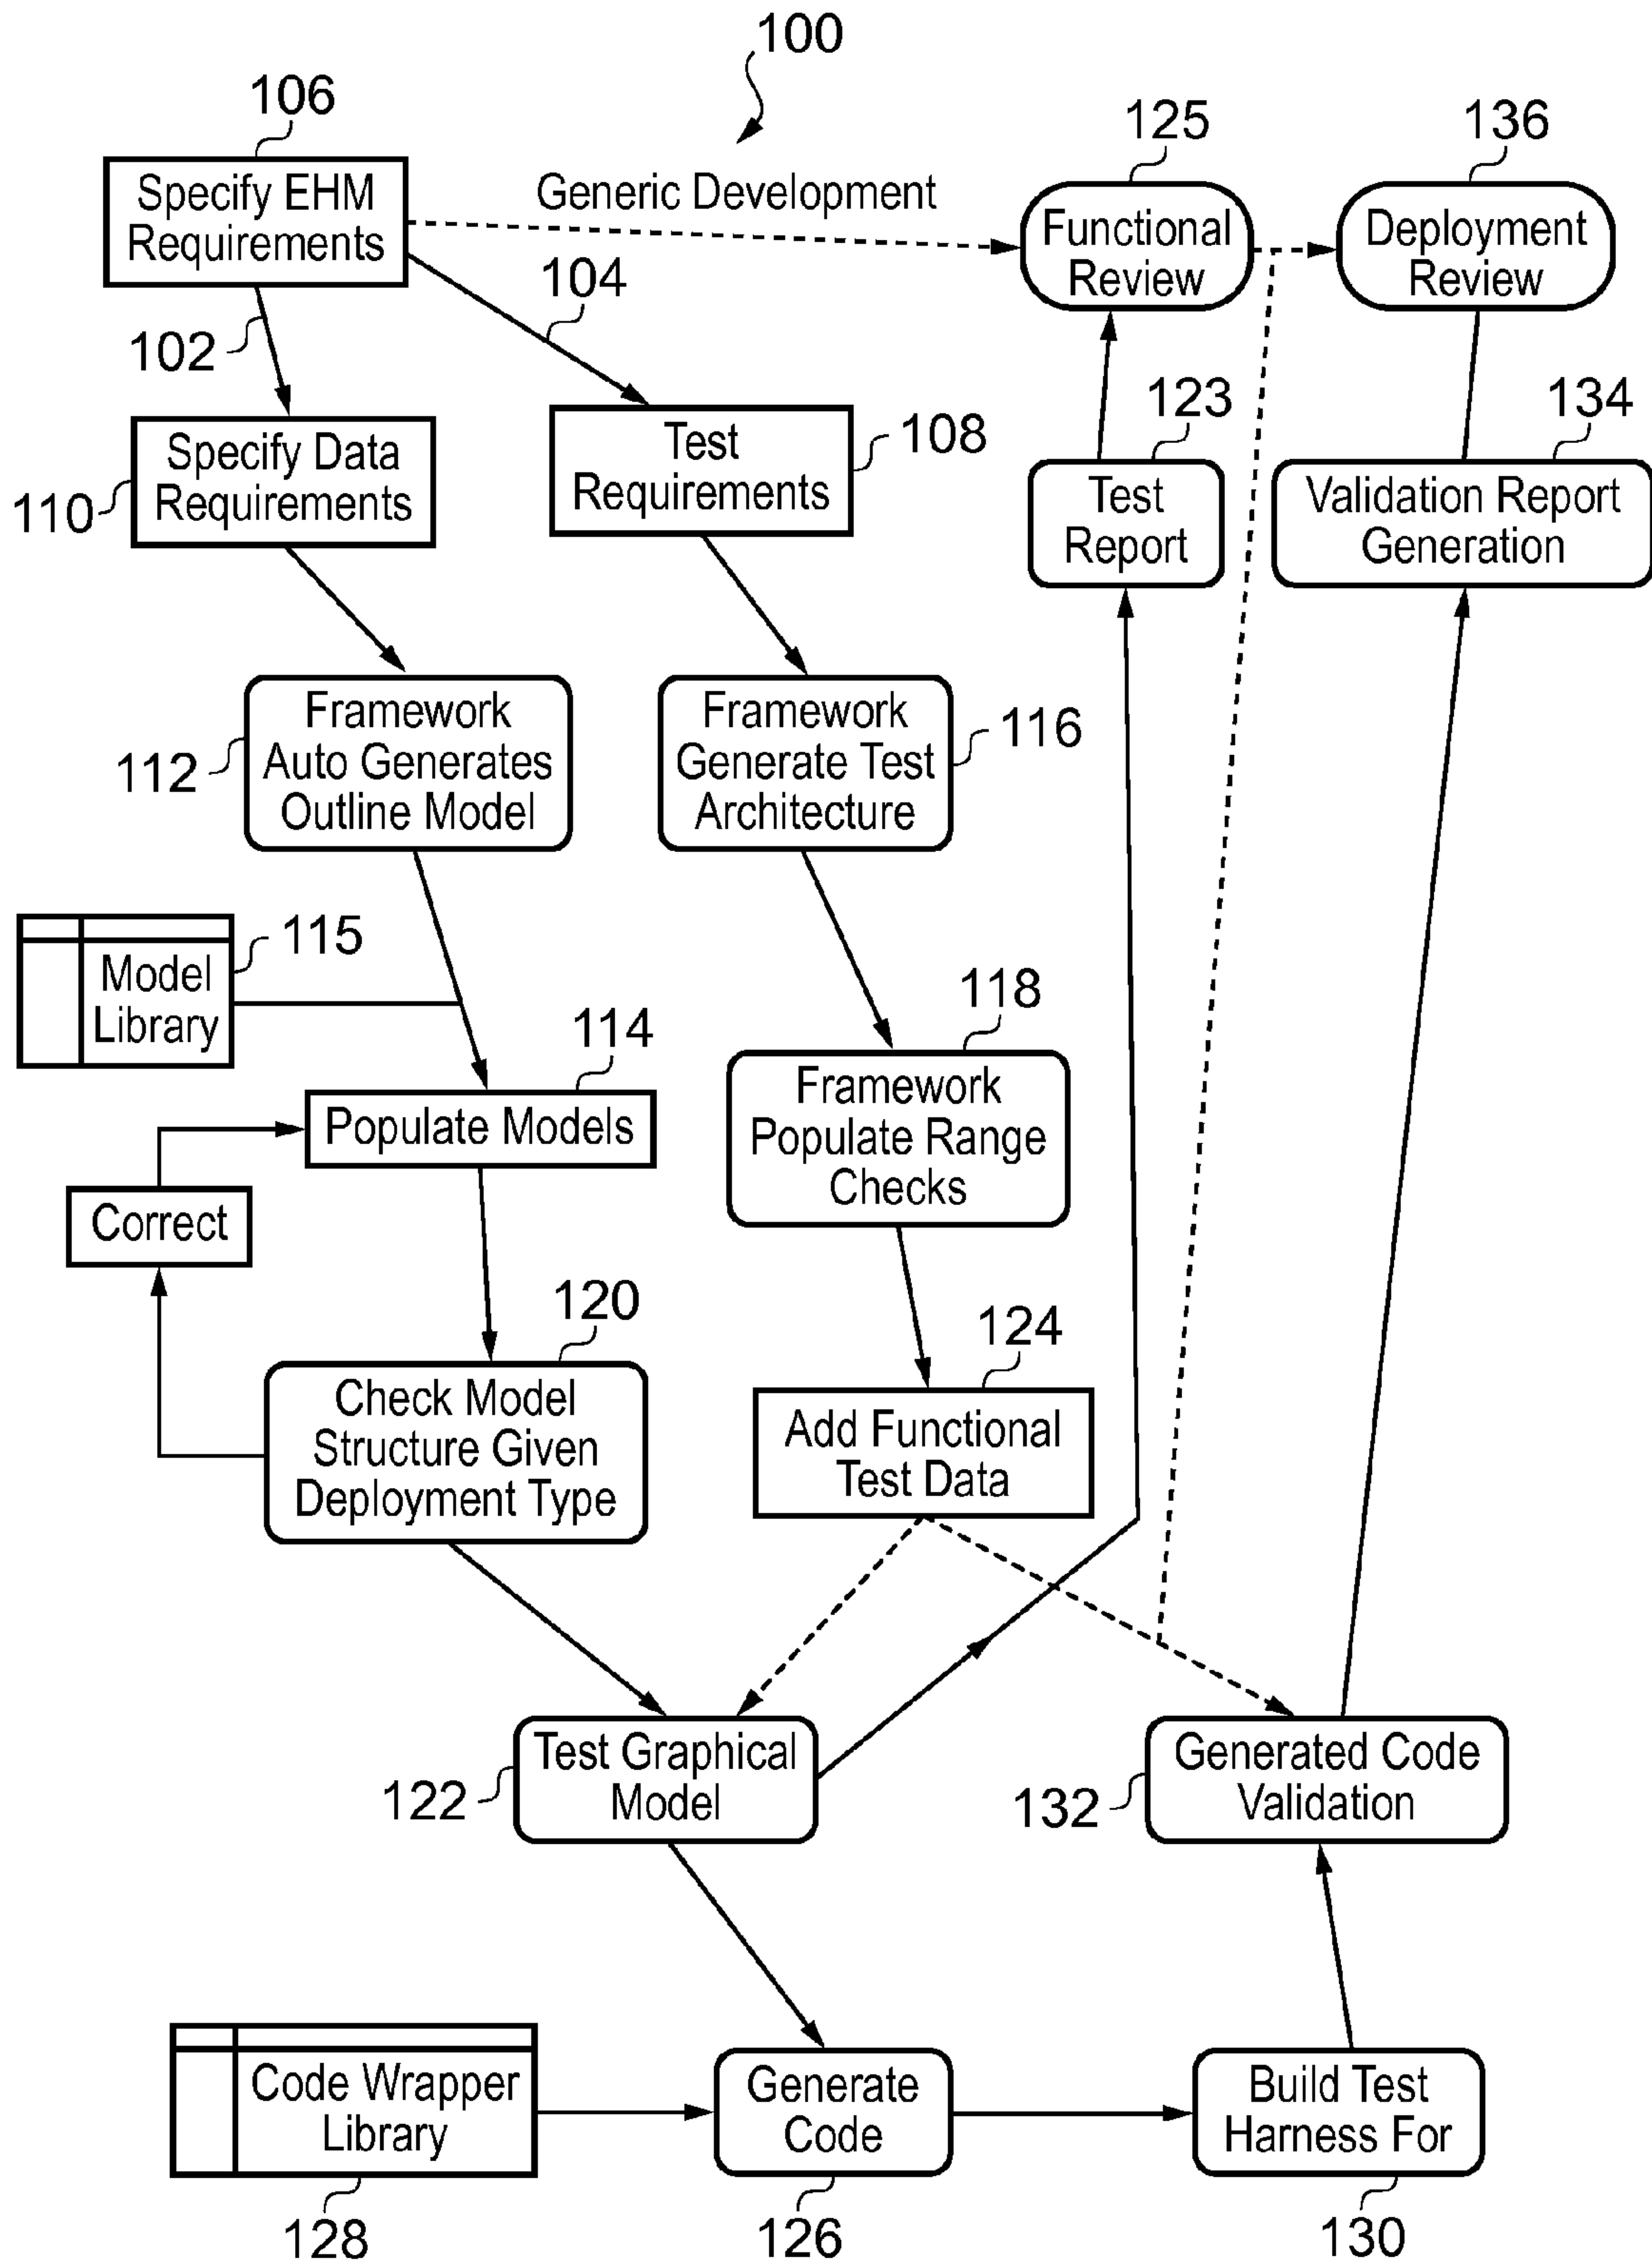 100
106
125
136
Specify EHM
Requirements
Generic Development
Functional
Review
Deployment
Review
104
102
123
134
110
Specify Data
Requirements
Test
Requirements
108
Test
Report
Validation Report
Generation
112
Framework
Auto Generates
Outline Model
Framework
Generate Test
Architecture
116
115
Model
Library
114
118
Populate Models
Framework
Populate Range
Checks
Correct
120
124
Check Model
Structure Given
Deployment Type
Add Functional
Test Data
122
Test Graphical
Model
132
Generated Code
Validation
Code Wrapper
Library
Generate
Code
Build Test
Harness For
128
126
130